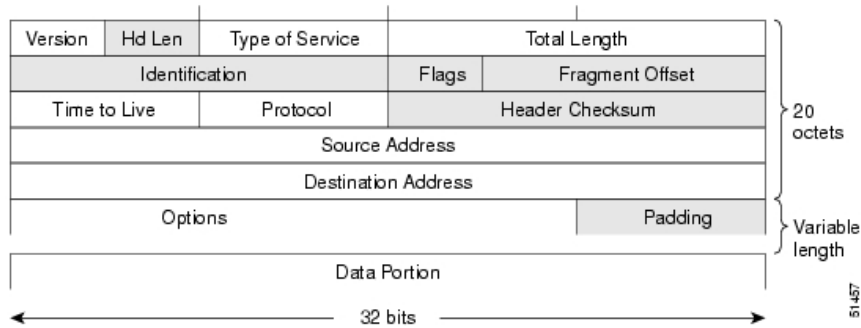 Version Hd Len Type of Service Total Length
Identification Flags Fragment Offset
Time to Live Protocol Header Checksum
Source Address
Destination Address
20
octets
Options Padding
Variable
length
Data Portion
32 bits
51457